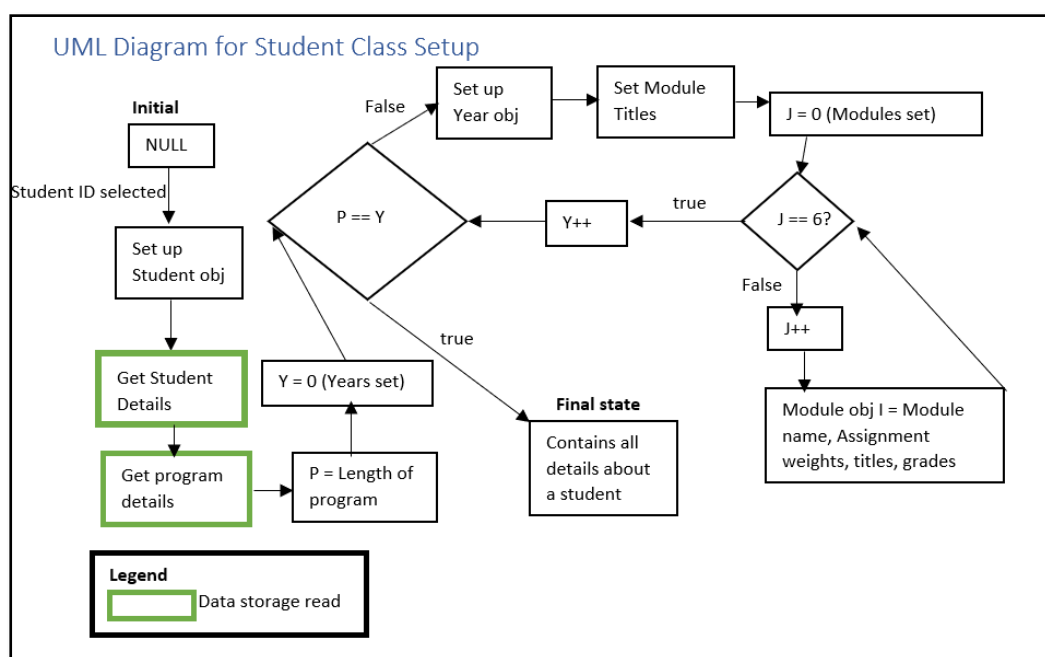 UML Diagram for Student Class Setup
Initial
NULL
Student ID selected
Set up
Student obj
Get Student
Details
Get program
details
P = Length of
program
Y = 0 (Years set)
P == Y
False
Set up
Year obj
Set Module
Titles
J = 0 (Modules set)
J == 6?
true
Y++
False
J++
Module obj I = Module
name, Assignment
weights, titles, grades
true
Final state
Contains all
details about
a student
Legend
Data storage read